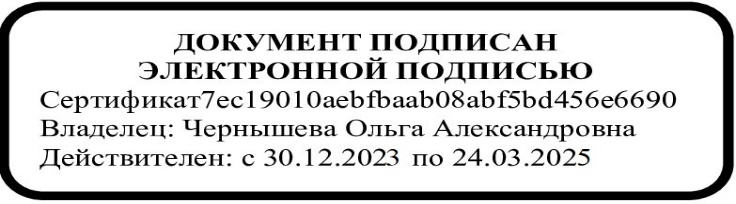 ДОКУМЕНТ ПОДПИСАН
ЭЛЕКТРОННОЙ ПОДПИСЬЮ
Сертификат7ec19010aebfbaab08abf5bd456e6690
Владелец: Чернышева Ольга Александровна
Действителен: с 30.12.2023 по 24.03.2025